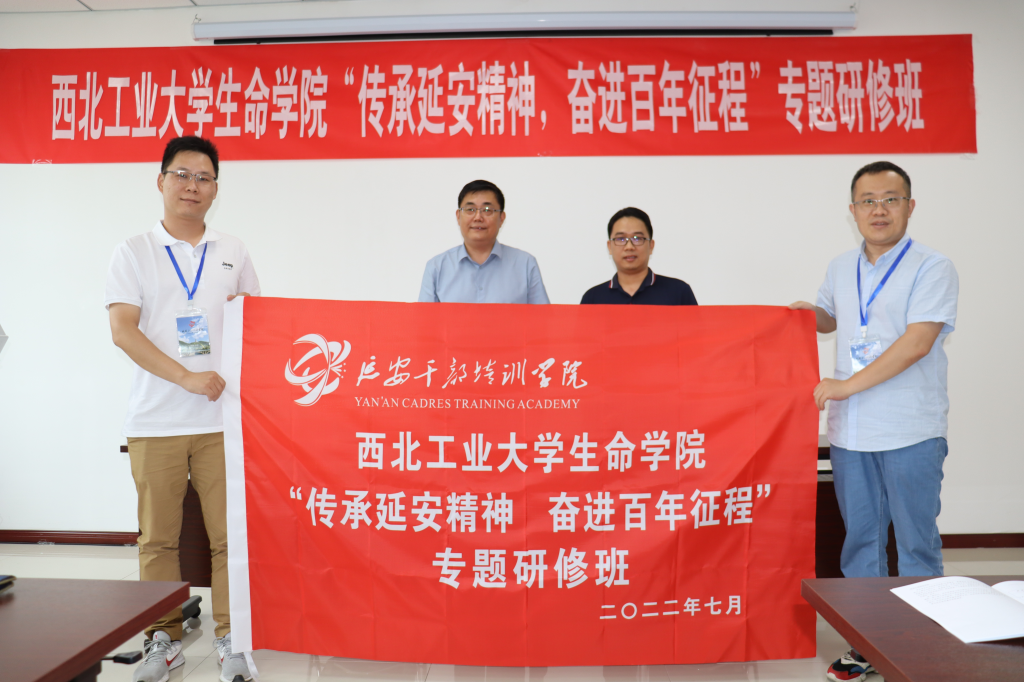 西北工业大学生命学院“传承延安精神，奋进百年征程”专题研修班
延安干部培训学院
YAN'AN CADRES TRAINING ACADEMY
西北工业大学生命学院
“传承延安精神 奋进百年征程”
专题研修班
二〇二二年七月